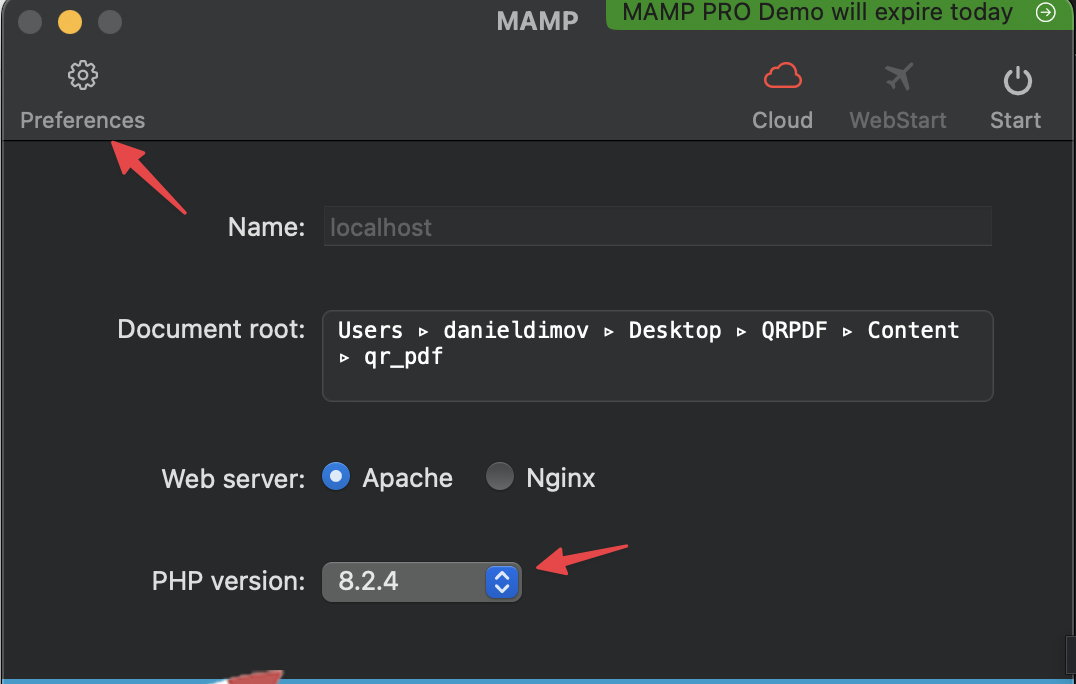 MAMP
MAMP PRO Demo will expire today
Preferences
Cloud
WebStart
Start
Name: localhost
Document root: Users ▹ danieldimov ▹ Desktop ▹ QRPDF ▹ Content
▹ qr_pdf
Web server: Apache Nginx
PHP version: 8.2.4